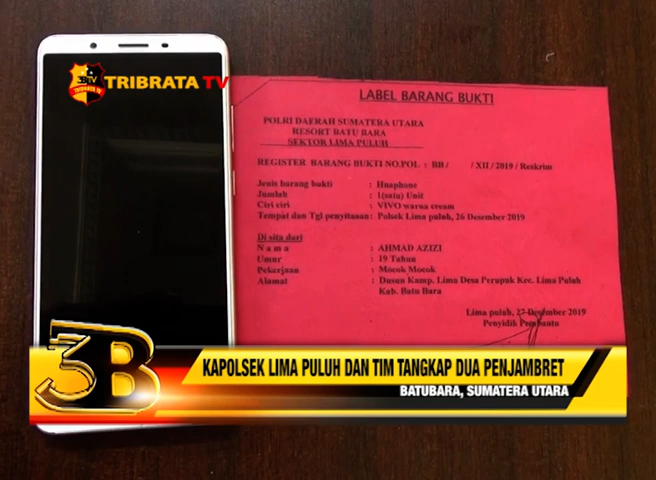 TRIBRATA TV
3B TV
TRIBRATA TV
LABEL BARANG BUKTI
POLRI DAERAH SUMATERA UTARA
RESORT BATU BARA
SEKTOR LIMA PULUH
REGISTER BARANG BUKTI NO.POL : BB / / XII / 2019 / Reskrim
Jenis barang bukti : Hnaphone
Jumlah : 1(satu) Unit
Ciri ciri : VIVO warna cream
Tempat dan Tgl penyitaan: Polsek Lima puluh, 26 Desember 2019
Di sita dari
N a m a : AHMAD AZIZI
Umur : 19 Tahun
Pekerjaan : Mocok Mocok
Alamat : Dusun Kamp. Lima Desa Perupuk Kec. Lima Puluh
Kab. Batu Bara
Lima puluh, 27 Desember 2019
Penyidik Pembantu
3B
KAPOLSEK LIMA PULUH DAN TIM TANGKAP DUA PENJAMBRET
BATUBARA, SUMATERA UTARA